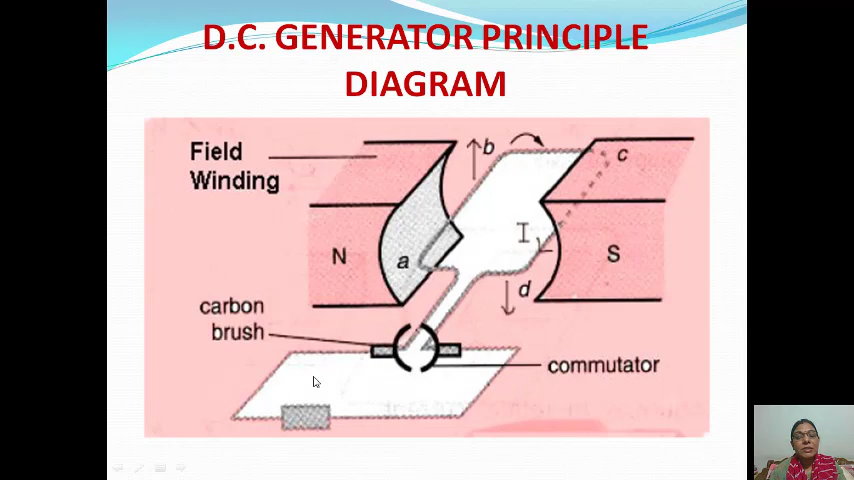 D.C. GENERATOR PRINCIPLE
DIAGRAM
Field
Winding
b
c
I
N
a
S
d
carbon
brush
commutator